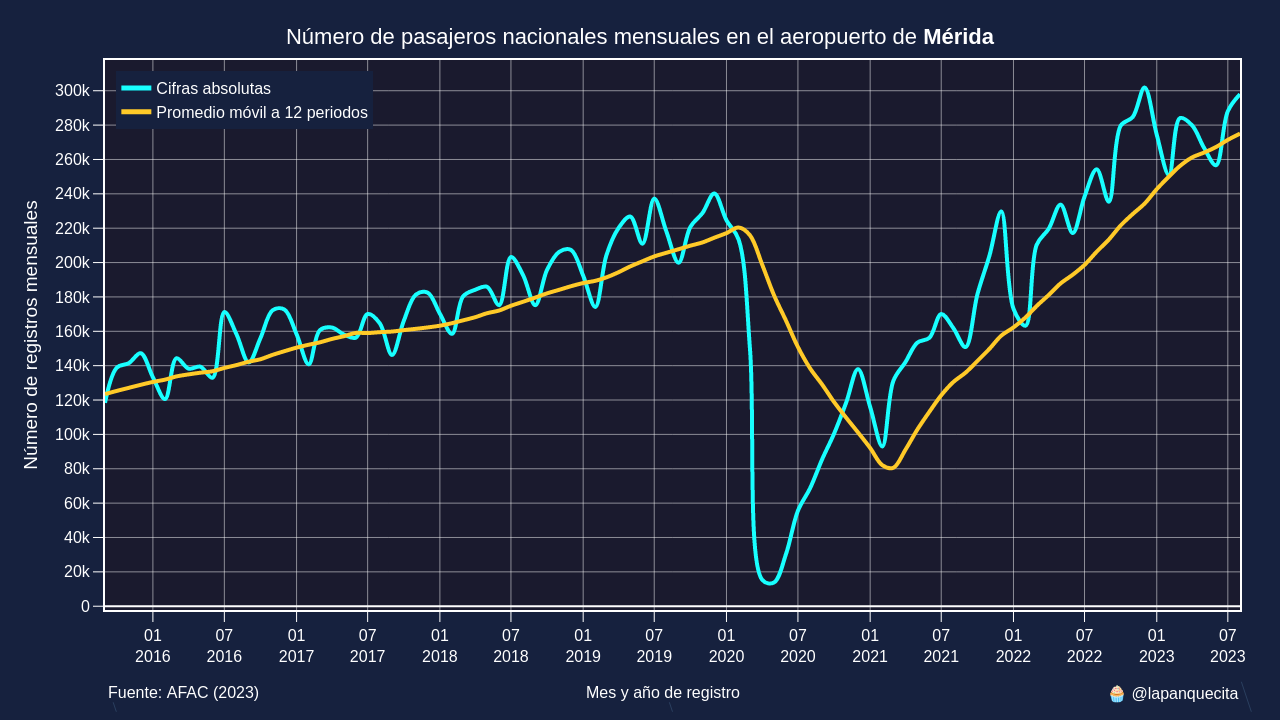 Número de pasajeros nacionales mensuales en el aeropuerto de Mérida
Cifras absolutas
Promedio móvil a 12 periodos
Número de registros mensuales
300k
280k
260k
240k
220k
200k
180k
160k
140k
120k
100k
80k
60k
40k
20k
0
01 07 01 07 01 07 01 07 01 07 01 07 01 07 01 07
2016 2016 2017 2017 2018 2018 2019 2019 2020 2020 2021 2021 2022 2022 2023 2023
Fuente: AFAC (2023)
Mes y año de registro
🧁 @lapanquecita